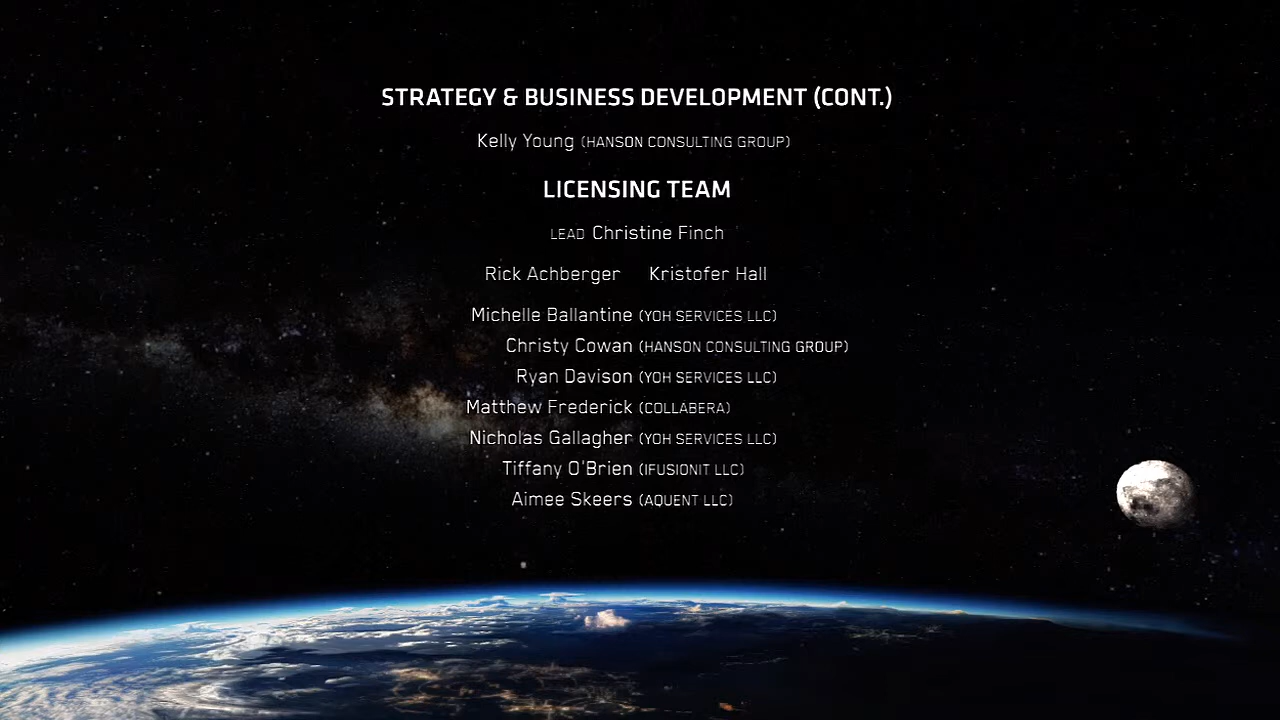 STRATEGY & BUSINESS DEVELOPMENT (CONT.)
Kelly Young (HANSON CONSULTING GROUP)
LICENSING TEAM
LEAD Christine Finch
Rick Achberger Kristofer Hall
Michelle Ballantine (YOH SERVICES LLC)
Christy Cowan (HANSON CONSULTING GROUP)
Ryan Davison (YOH SERVICES LLC)
Matthew Frederick (COLLABERA)
Nicholas Gallagher (YOH SERVICES LLC)
Tiffany O'Brien (IFUSIONIT LLC)
Aimee Skeers (AQUENT LLC)